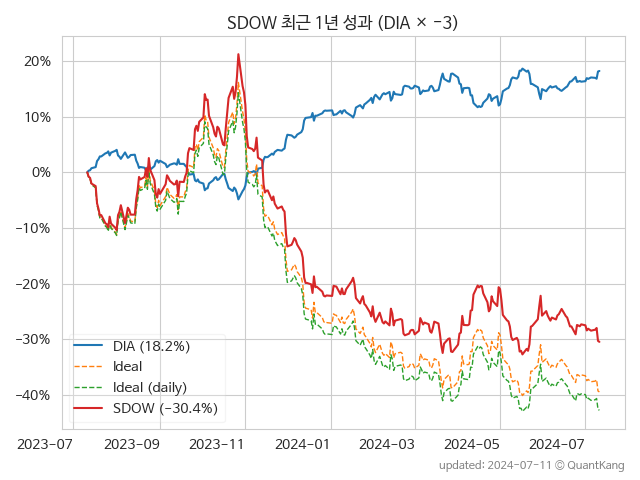 SDOW 최근 1년 성과 (DIA × −3)
20%
10%
0%
−10%
−20%
−30%
−40%
DIA (18.2%)
Ideal
Ideal (daily)
SDOW (−30.4%)
2023-07
2023-09
2023-11
2024-01
2024-03
2024-05
2024-07
updated: 2024-07-11 © QuantKang